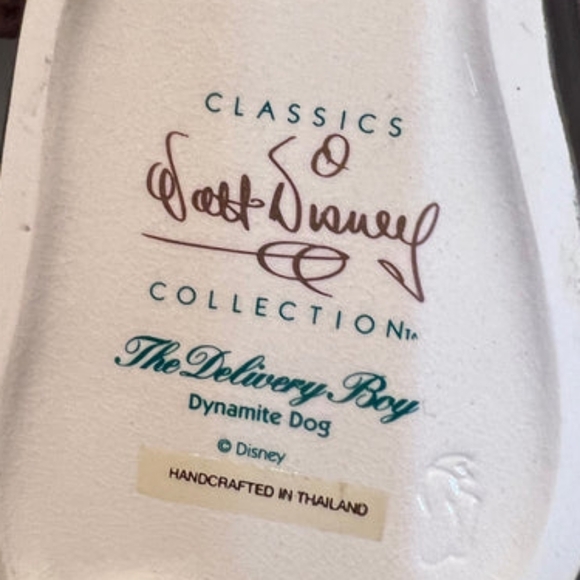 CLASSICS
Walt Disney
COLLECTION™
The Delivery Boy
Dynamite Dog
© Disney
HANDCRAFTED IN THAILAND